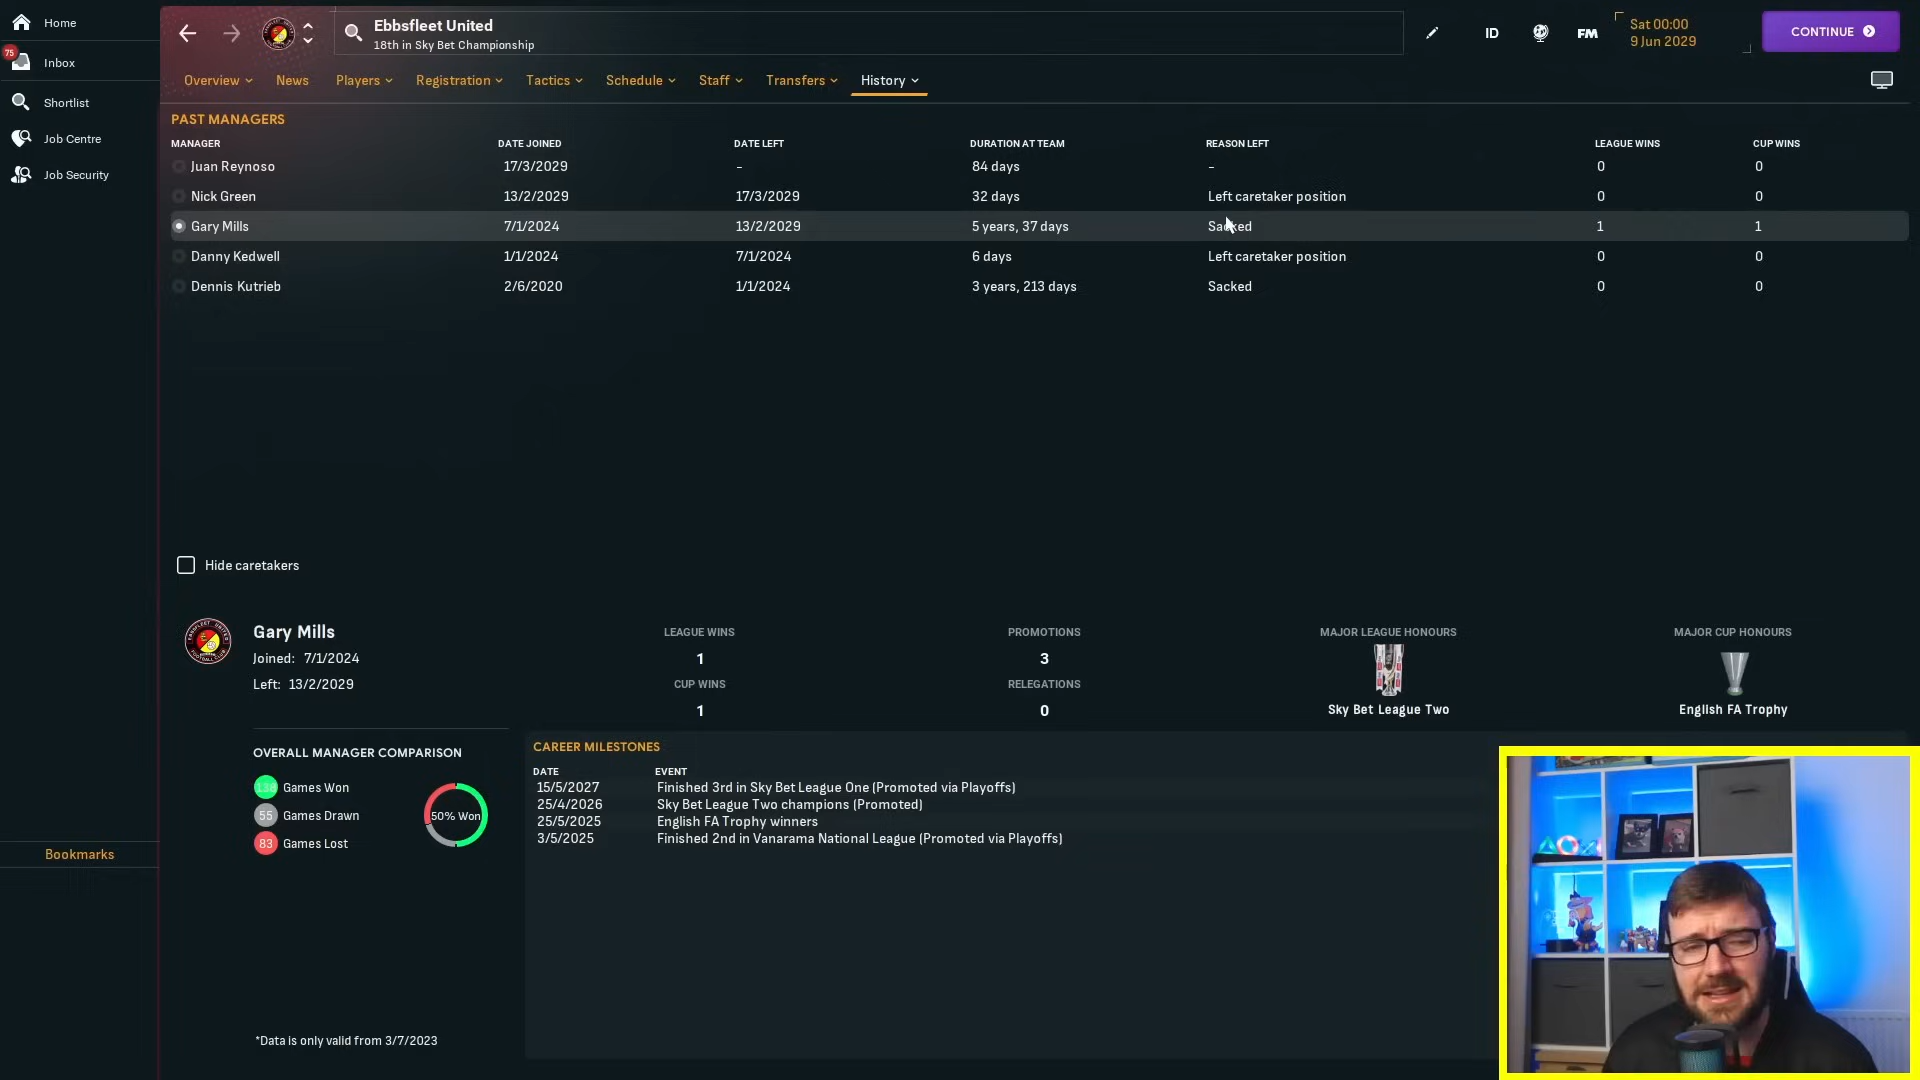 Home
75
Inbox
Shortlist
Job Centre
Job Security
Bookmarks
Ebbsfleet United
18th in Sky Bet Championship
ID
FM
Sat 00:00
9 Jun 2029
CONTINUE
Overview
News
Players
Registration
Tactics
Schedule
Staff
Transfers
History
PAST MANAGERS
MANAGER DATE JOINED DATE LEFT DURATION AT TEAM REASON LEFT LEAGUE WINS CUP WINS
Juan Reynoso 17/3/2029 - 84 days - 0 0
Nick Green 13/2/2029 17/3/2029 32 days Left caretaker position 0 0
Gary Mills 7/1/2024 13/2/2029 5 years, 37 days Sacked 1 1
Danny Kedwell 1/1/2024 7/1/2024 6 days Left caretaker position 0 0
Dennis Kutrieb 2/6/2020 1/1/2024 3 years, 213 days Sacked 0 0
Hide caretakers
Gary Mills
Joined: 7/1/2024
Left: 13/2/2029
LEAGUE WINS
1
CUP WINS
1
PROMOTIONS
3
RELEGATIONS
0
MAJOR LEAGUE HONOURS
Sky Bet League Two
MAJOR CUP HONOURS
English FA Trophy
OVERALL MANAGER COMPARISON
Games Won
55 Games Drawn
83 Games Lost
50% Won
*Data is only valid from 3/7/2023
CAREER MILESTONES
DATE EVENT
15/5/2027 Finished 3rd in Sky Bet League One (Promoted via Playoffs)
25/4/2026 Sky Bet League Two champions (Promoted)
25/5/2025 English FA Trophy winners
3/5/2025 Finished 2nd in Vanarama National League (Promoted via Playoffs)